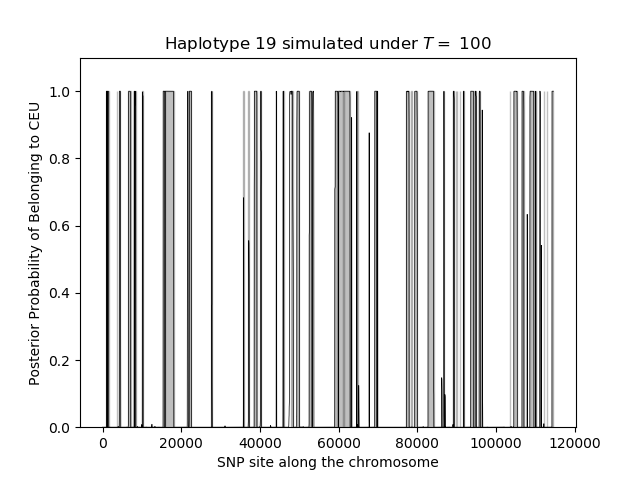 Haplotype 19 simulated under T = 100
Posterior Probability of Belonging to CEU
1.0
0.8
0.6
0.4
0.2
0.0
0 20000 40000 60000 80000 100000 120000
SNP site along the chromosome